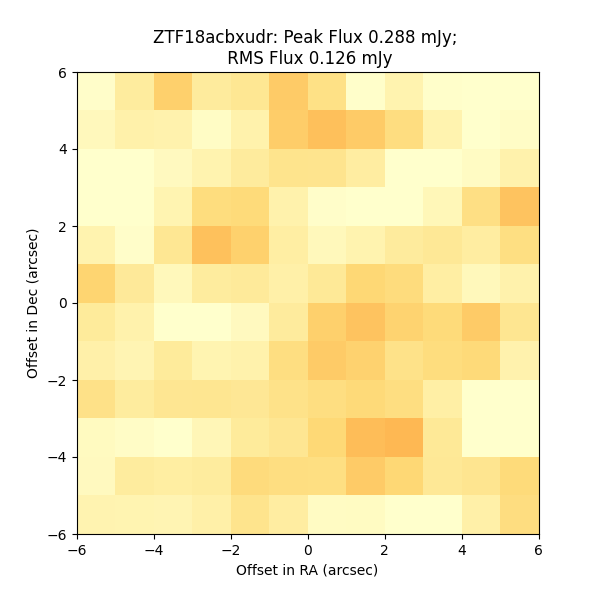 ZTF18acbxudr: Peak Flux 0.288 mJy;
RMS Flux 0.126 mJy
6
4
2
0
−2
−4
−6
Offset in Dec (arcsec)
−6 −4 −2 0 2 4 6
Offset in RA (arcsec)